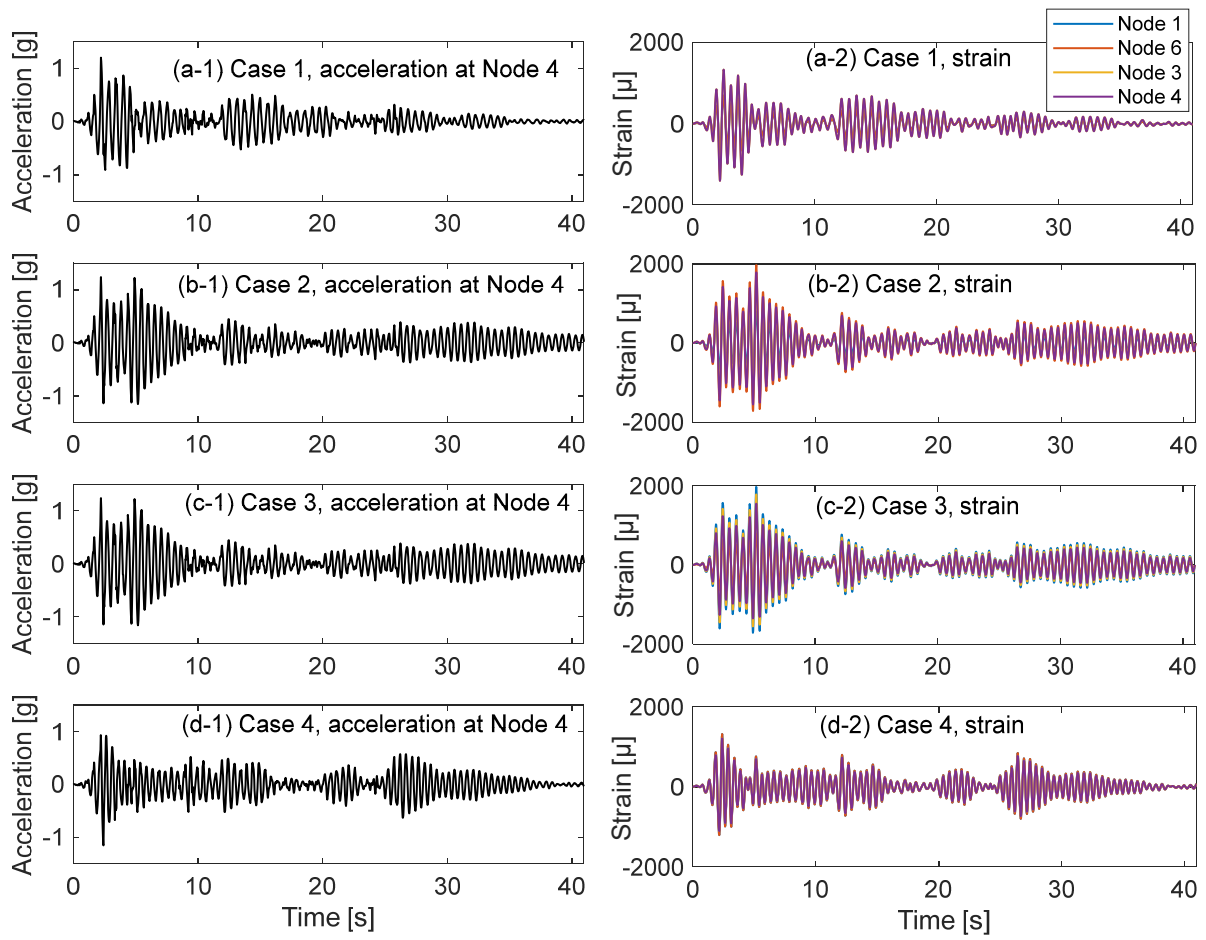 Acceleration [g]
1
0
-1
(a-1) Case 1, acceleration at Node 4
0
10
20
30
40
Strain [µ]
2000
0
-2000
(a-2) Case 1, strain
Node 1
Node 6
Node 3
Node 4
0
10
20
30
40
Acceleration [g]
1
0
-1
(b-1) Case 2, acceleration at Node 4
0
10
20
30
40
Strain [µ]
2000
0
-2000
(b-2) Case 2, strain
0
10
20
30
40
Acceleration [g]
1
0
-1
(c-1) Case 3, acceleration at Node 4
0
10
20
30
40
Strain [µ]
2000
0
-2000
(c-2) Case 3, strain
0
10
20
30
40
Acceleration [g]
1
0
-1
(d-1) Case 4, acceleration at Node 4
0
10
20
30
40
Time [s]
Strain [µ]
2000
0
-2000
(d-2) Case 4, strain
0
10
20
30
40
Time [s]